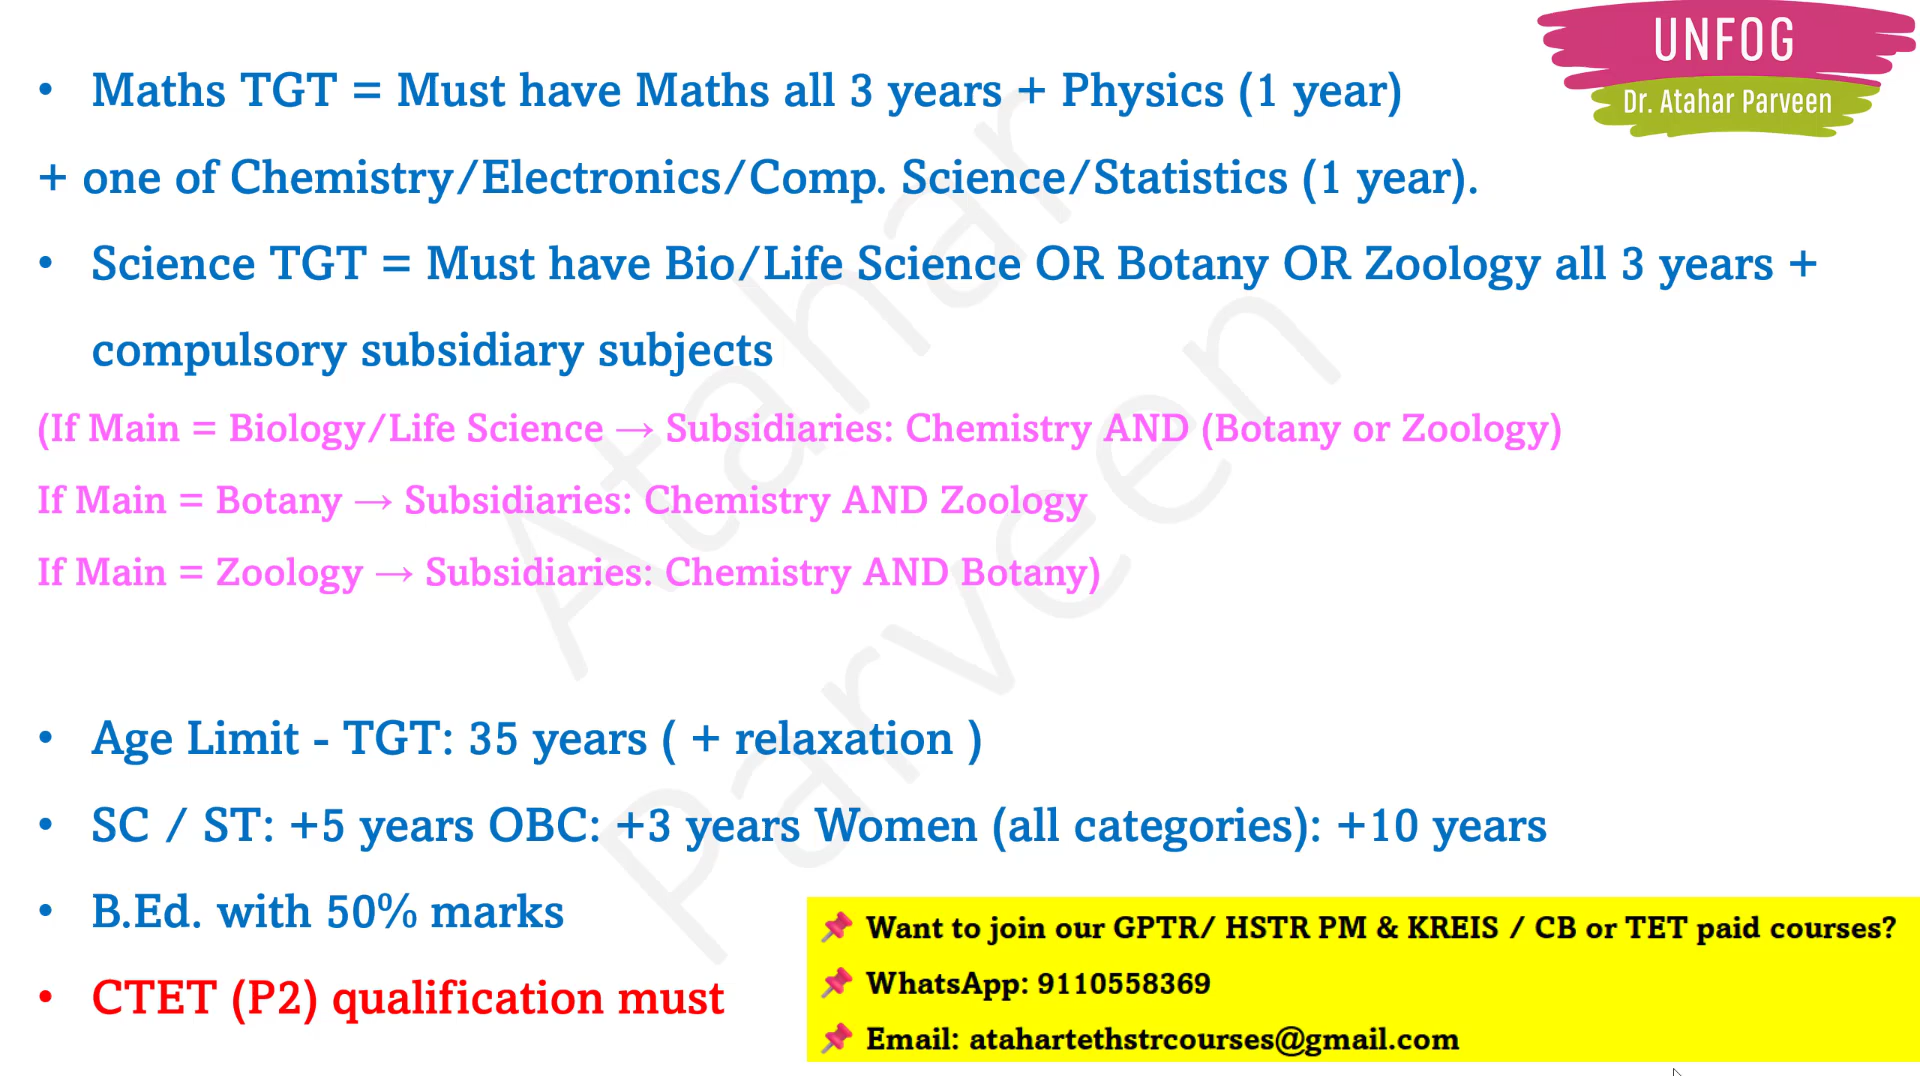 UNFOG
Dr. Atahar Parveen
• Maths TGT = Must have Maths all 3 years + Physics (1 year)
+ one of Chemistry/Electronics/Comp. Science/Statistics (1 year).
• Science TGT = Must have Bio/Life Science OR Botany OR Zoology all 3 years +
compulsory subsidiary subjects
(If Main = Biology/Life Science → Subsidiaries: Chemistry AND (Botany or Zoology)
If Main = Botany → Subsidiaries: Chemistry AND Zoology
If Main = Zoology → Subsidiaries: Chemistry AND Botany)
• Age Limit - TGT: 35 years ( + relaxation )
• SC / ST: +5 years OBC: +3 years Women (all categories): +10 years
• B.Ed. with 50% marks
• CTET (P2) qualification must
📌 Want to join our GPTR/ HSTR PM & KREIS / CB or TET paid courses?
📌 WhatsApp: 9110558369
📌 Email: atahartethstrcourses@gmail.com
Atahar
Parveen